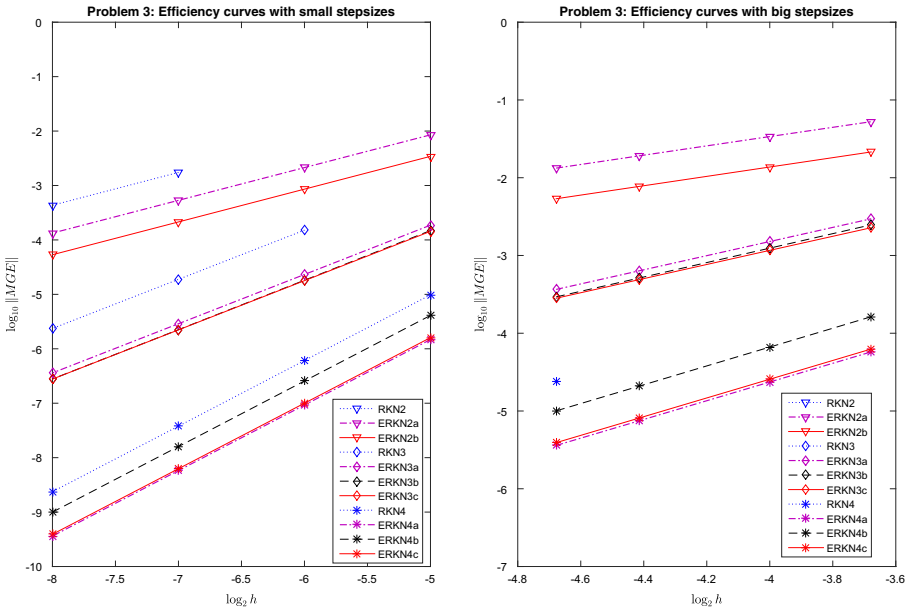 Problem 3: Efficiency curves with small stepsizes
0
-1
-2
-3
-4
-5
-6
-7
-8
-9
-10
log₁₀ ||MGE||
-8
-7.5
-7
-6.5
-6
-5.5
-5
log₂ h
RKN2
ERKN2a
ERKN2b
RKN3
ERKN3a
ERKN3b
ERKN3c
RKN4
ERKN4a
ERKN4b
ERKN4c
Problem 3: Efficiency curves with big stepsizes
0
-1
-2
-3
-4
-5
-6
-7
log₁₀ ||MGE||
-4.8
-4.6
-4.4
-4.2
-4
-3.8
-3.6
log₂ h
RKN2
ERKN2a
ERKN2b
RKN3
ERKN3a
ERKN3b
ERKN3c
RKN4
ERKN4a
ERKN4b
ERKN4c